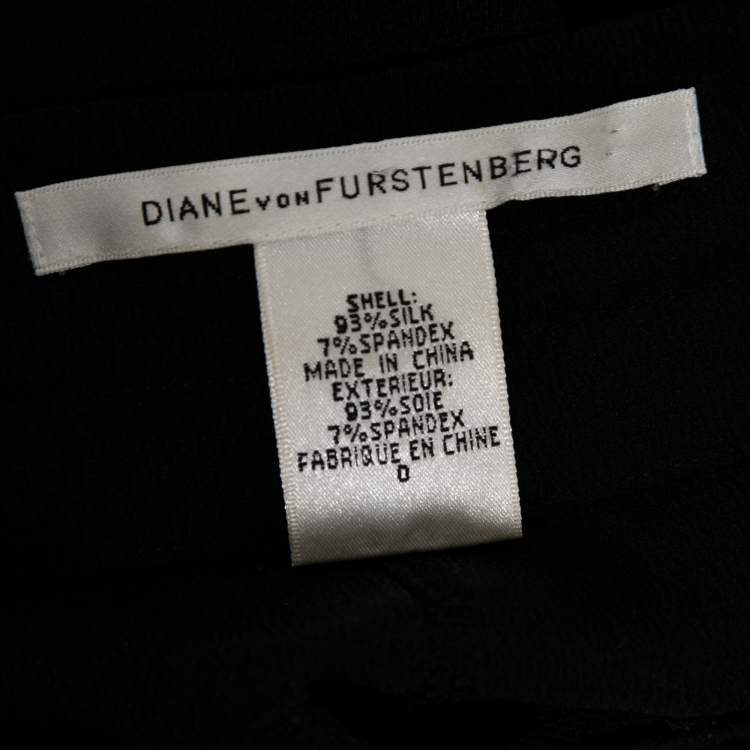 DIANE VON FURSTENBERG
SHELL:
93%SILK
7%SPANDEX
MADE IN CHINA
EXTERIEUR:
93%SOIE
7%SPANDEX
FABRIQUE EN CHINE
0